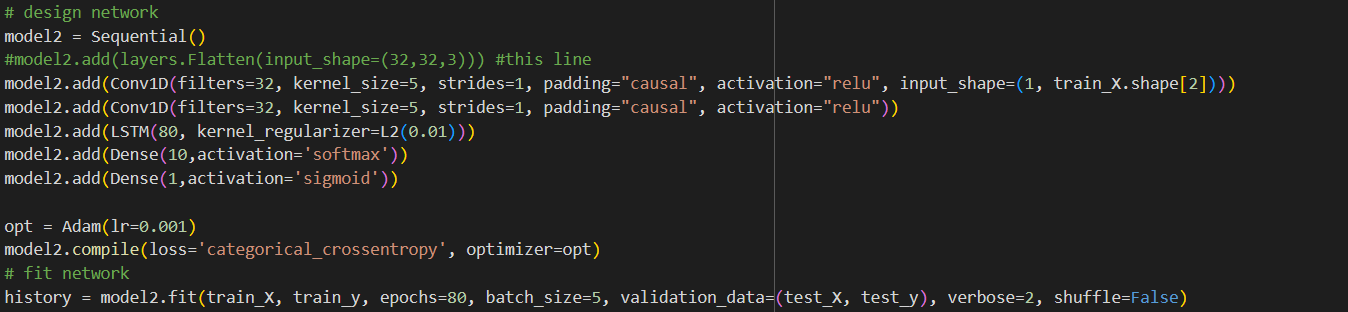 # design network
model2 = Sequential()
#model2.add(layers.Flatten(input_shape=(32,32,3))) #this line
model2.add(Conv1D(filters=32, kernel_size=5, strides=1, padding="causal", activation="relu", input_shape=(1, train_X.shape[2])))
model2.add(Conv1D(filters=32, kernel_size=5, strides=1, padding="causal", activation="relu"))
model2.add(LSTM(80, kernel_regularizer=L2(0.01)))
model2.add(Dense(10,activation='softmax'))
model2.add(Dense(1,activation='sigmoid'))
opt = Adam(lr=0.001)
model2.compile(loss='categorical_crossentropy', optimizer=opt)
# fit network
history = model2.fit(train_X, train_y, epochs=80, batch_size=5, validation_data=(test_X, test_y), verbose=2, shuffle=False)